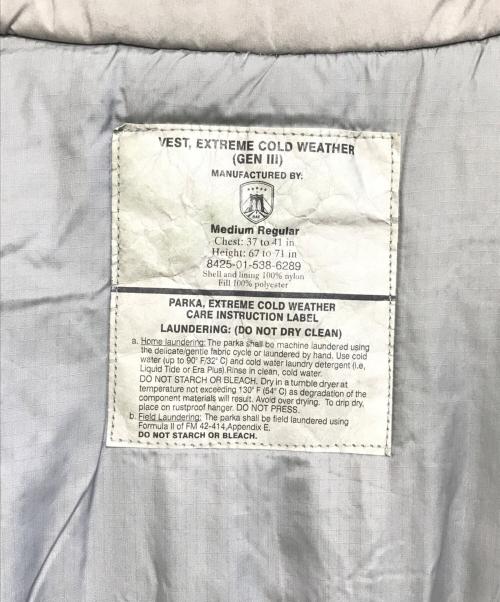 VEST, EXTREME COLD WEATHER
(GEN III)
MANUFACTURED BY:
Medium Regular
Chest: 37 to 41 in
Height: 67 to 71 in
8425-01-538-6289
Shell and lining 100% nylon
Fill 100% polyester
PARKA, EXTREME COLD WEATHER
CARE INSTRUCTION LABEL
LAUNDERING: (DO NOT DRY CLEAN)
a. Home laundering: The parka shall be machine laundered using
the delicate/gentle fabric cycle or laundered by hand. Use cold
water (up to 90° F/32° C) and cold water laundry detergent (i.e,
Liquid Tide or Era Plus).Rinse in clean, cold water.
DO NOT STARCH OR BLEACH. Dry in a tumble dryer at
temperature not exceeding 130° F (54° C) as degradation of the
component materials will result. Avoid over drying. To drip dry,
place on rustproof hanger. DO NOT PRESS.
b. Field Laundering: The parka shall be field laundered using
Formula II of FM 42-414,Appendix E.
DO NOT STARCH OR BLEACH.